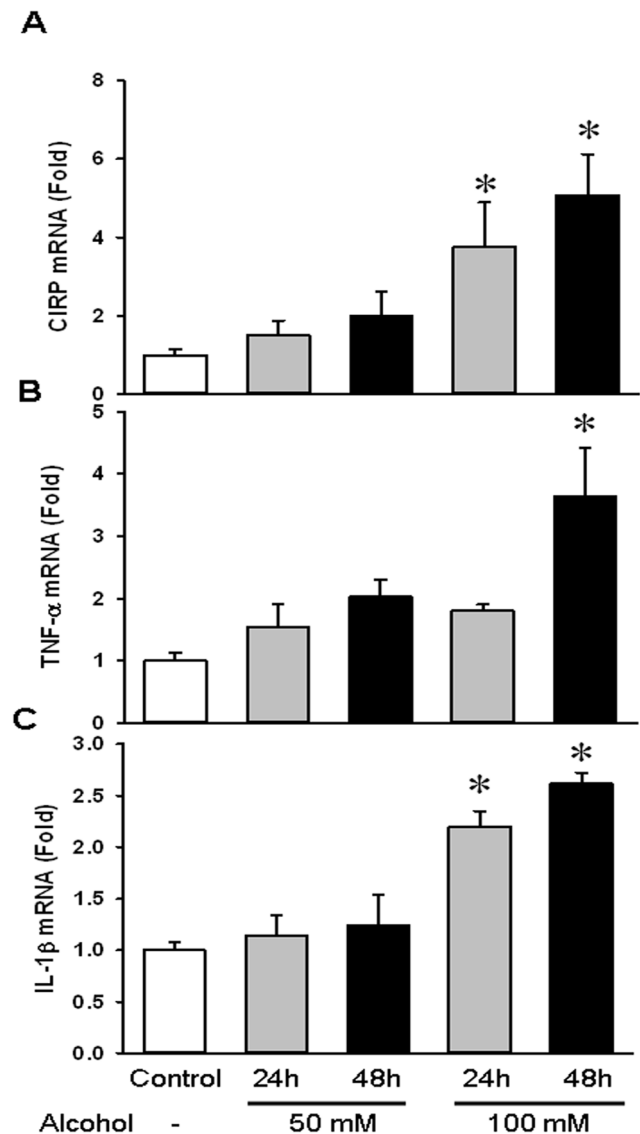 A
CIRP mRNA (Fold)
8
6
4
2
0
* *
B
TNF-α mRNA (Fold)
5
4
3
2
1
0
*
C
IL-1β mRNA (Fold)
3.0
2.5
2.0
1.5
1.0
0.5
0.0
* *
Control 24h 48h 24h 48h
Alcohol - 50 mM 100 mM